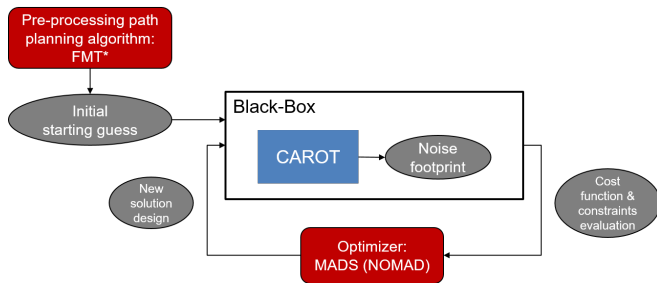 Pre-processing path
planning algorithm:
FMT*
Initial
starting guess
Black-Box
CAROT
Noise
footprint
New
solution
design
Cost
function &
constraints
evaluation
Optimizer:
MADS (NOMAD)